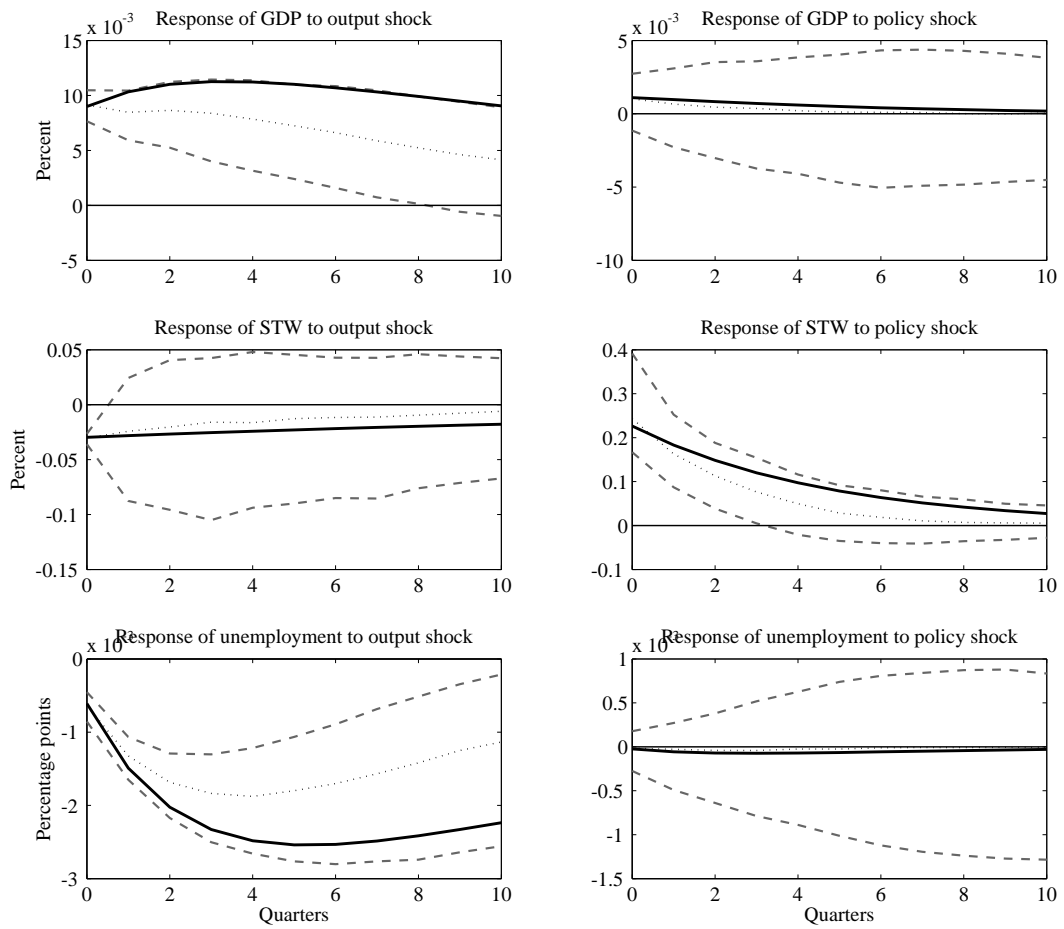 Response of GDP to output shock
x 10-3
15
10
5
0
-5
Percent
0 2 4 6 8 10
Response of GDP to policy shock
x 10-3
5
0
-5
-10
0 2 4 6 8 10
Response of STW to output shock
0.05
0
-0.05
-0.1
-0.15
Percent
0 2 4 6 8 10
Response of STW to policy shock
0.4
0.3
0.2
0.1
0
-0.1
0 2 4 6 8 10
Response of unemployment to output shock
x 10-3
0
-1
-2
-3
Percentage points
0 2 4 6 8 10
Quarters
Response of unemployment to policy shock
x 10-3
1
0.5
0
-0.5
-1
-1.5
0 2 4 6 8 10
Quarters